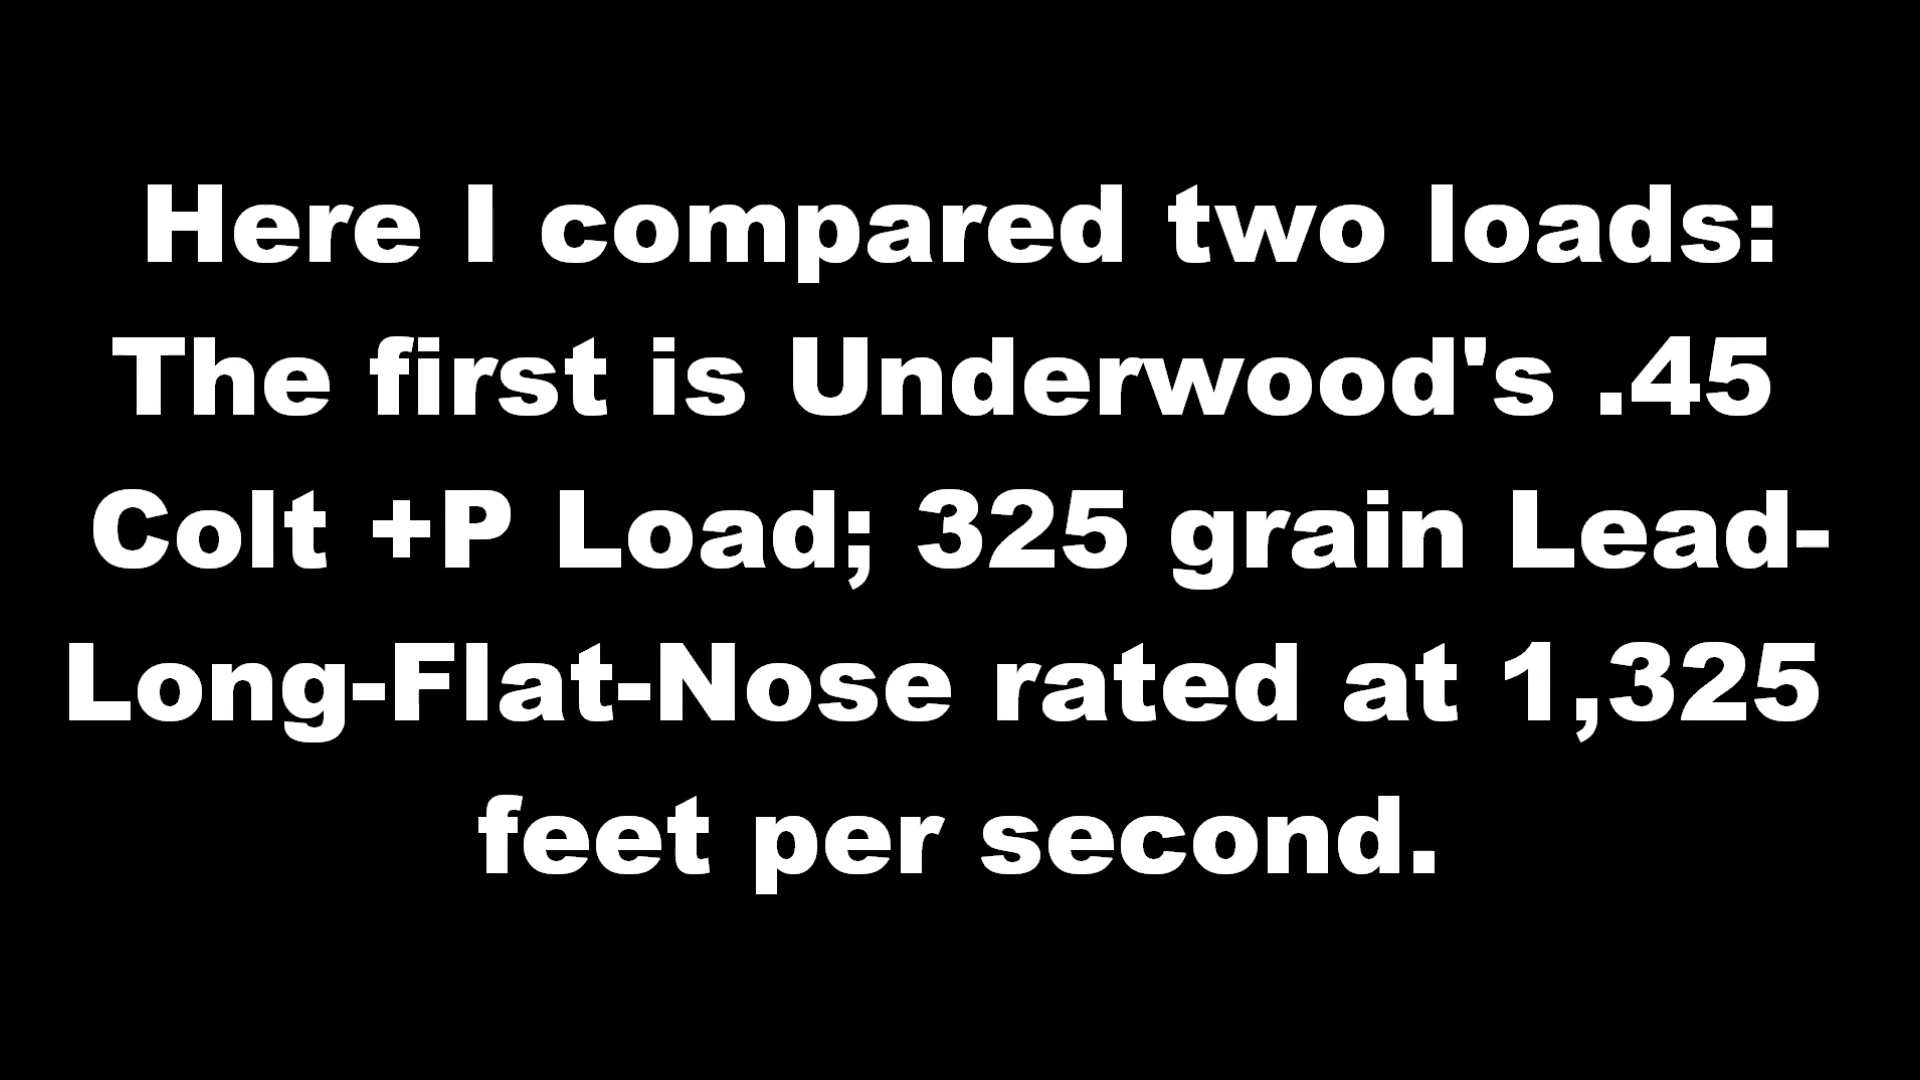 Here I compared two loads:
The first is Underwood's .45
Colt +P Load; 325 grain Lead-
Long-Flat-Nose rated at 1,325
feet per second.